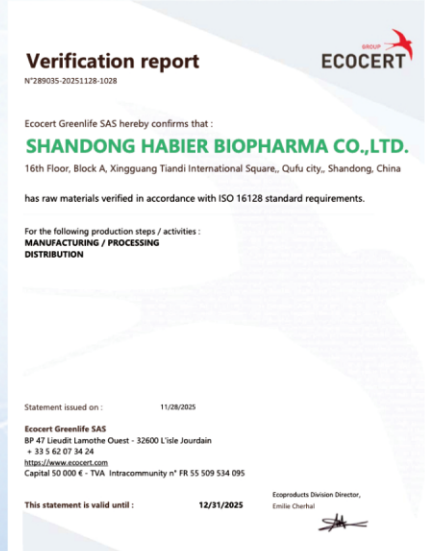 GROUP
ECOCERT
Verification report
N°289035-20251128-1028
Ecocert Greenlife SAS hereby confirms that :
SHANDONG HABIER BIOPHARMA CO.,LTD.
16th Floor, Block A, Xingguang Tiandi International Square,, Qufu city,, Shandong, China
has raw materials verified in accordance with ISO 16128 standard requirements.
For the following production steps / activities :
MANUFACTURING / PROCESSING
DISTRIBUTION
Statement issued on : 11/28/2025
Ecocert Greenlife SAS
BP 47 Lieudit Lamothe Ouest - 32600 L'isle Jourdain
+ 33 5 62 07 34 24
https://www.ecocert.com
Capital 50 000 € - TVA Intracommunity n° FR 55 509 534 095
Ecoproducts Division Director,
This statement is valid until : 12/31/2025
Emilie Cherhal